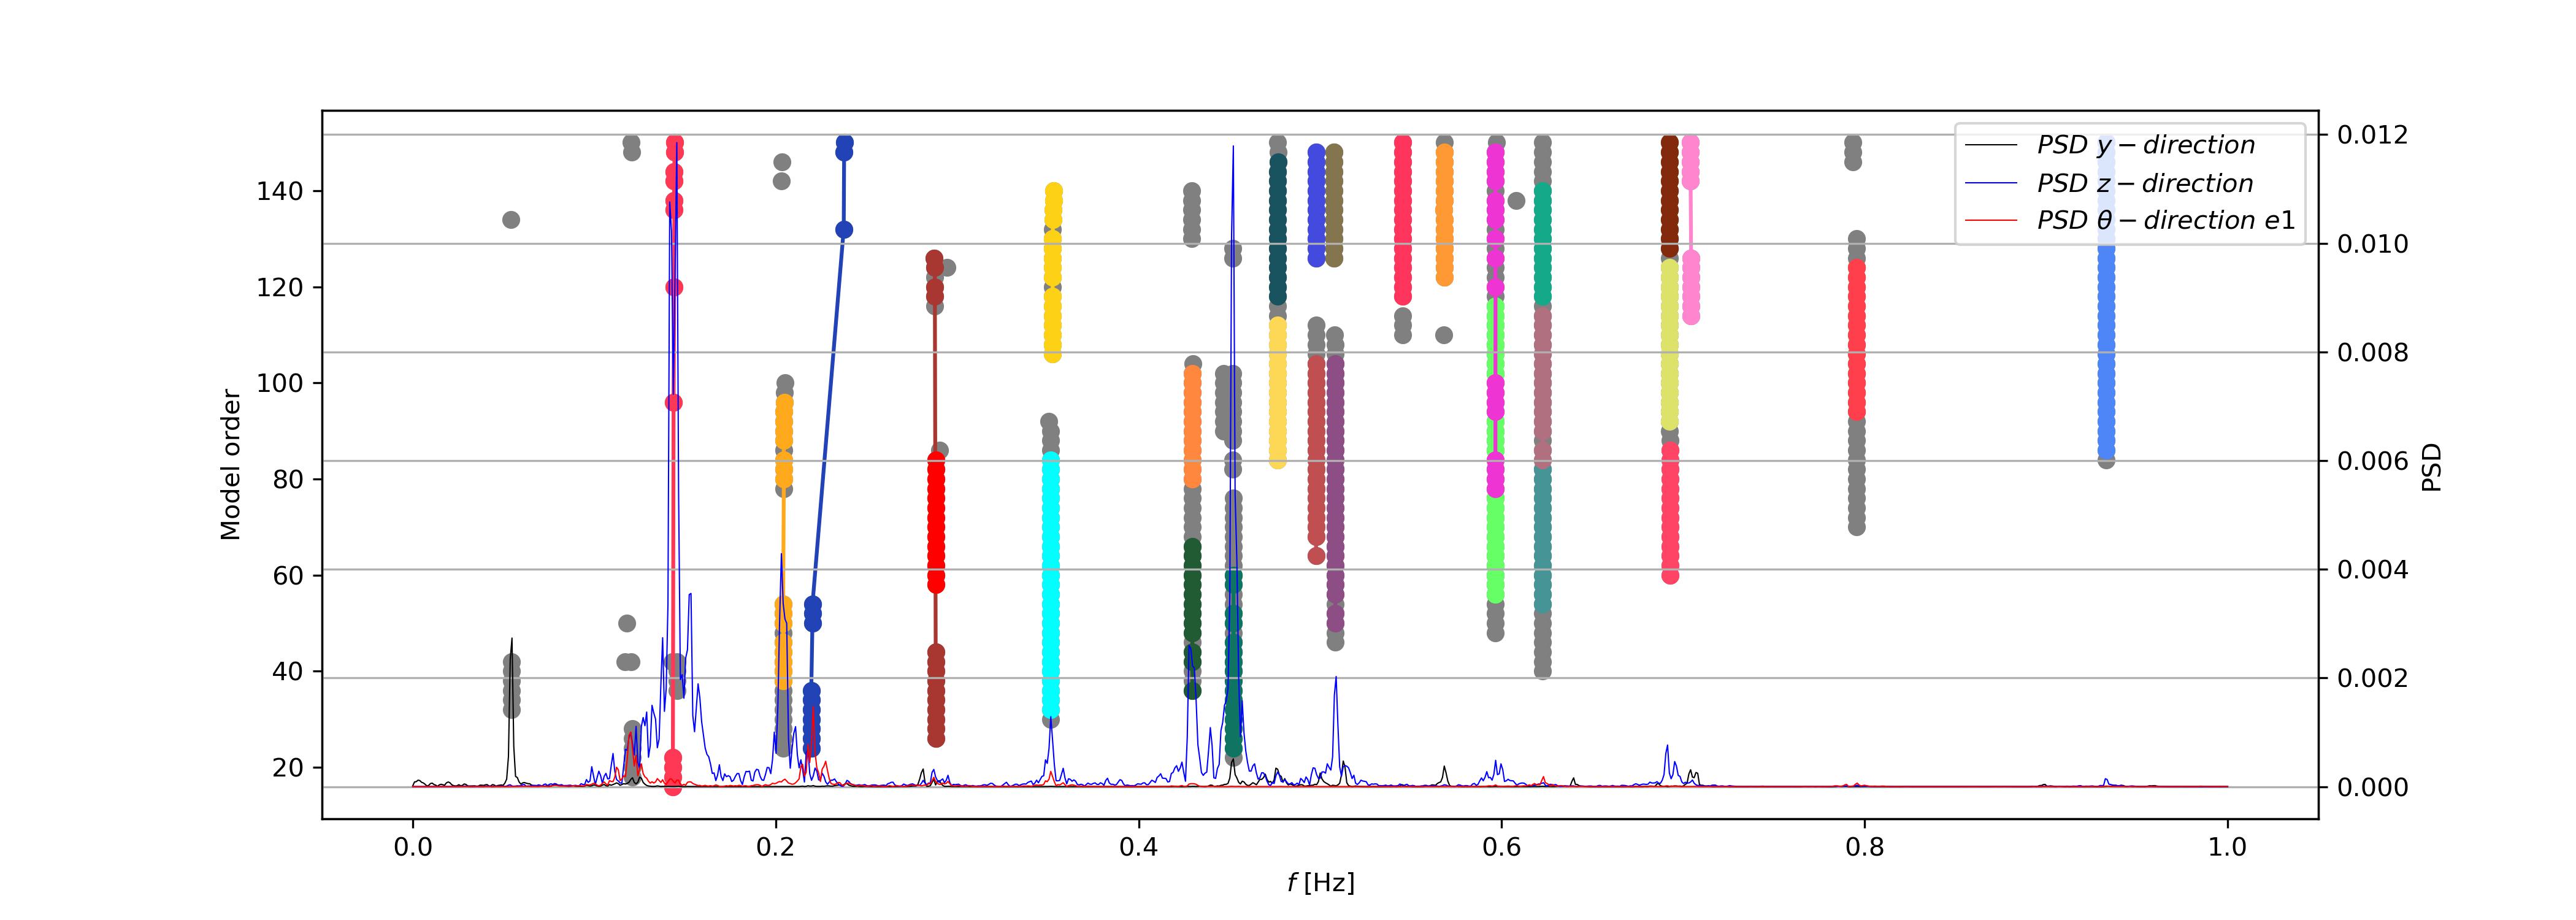 PSD y − direction
PSD z − direction
PSD θ − direction e1
Model order
140
120
100
80
60
40
20
0.012
0.010
0.008
0.006
0.004
0.002
0.000
PSD
0.0 0.2 0.4 0.6 0.8 1.0
f [Hz]